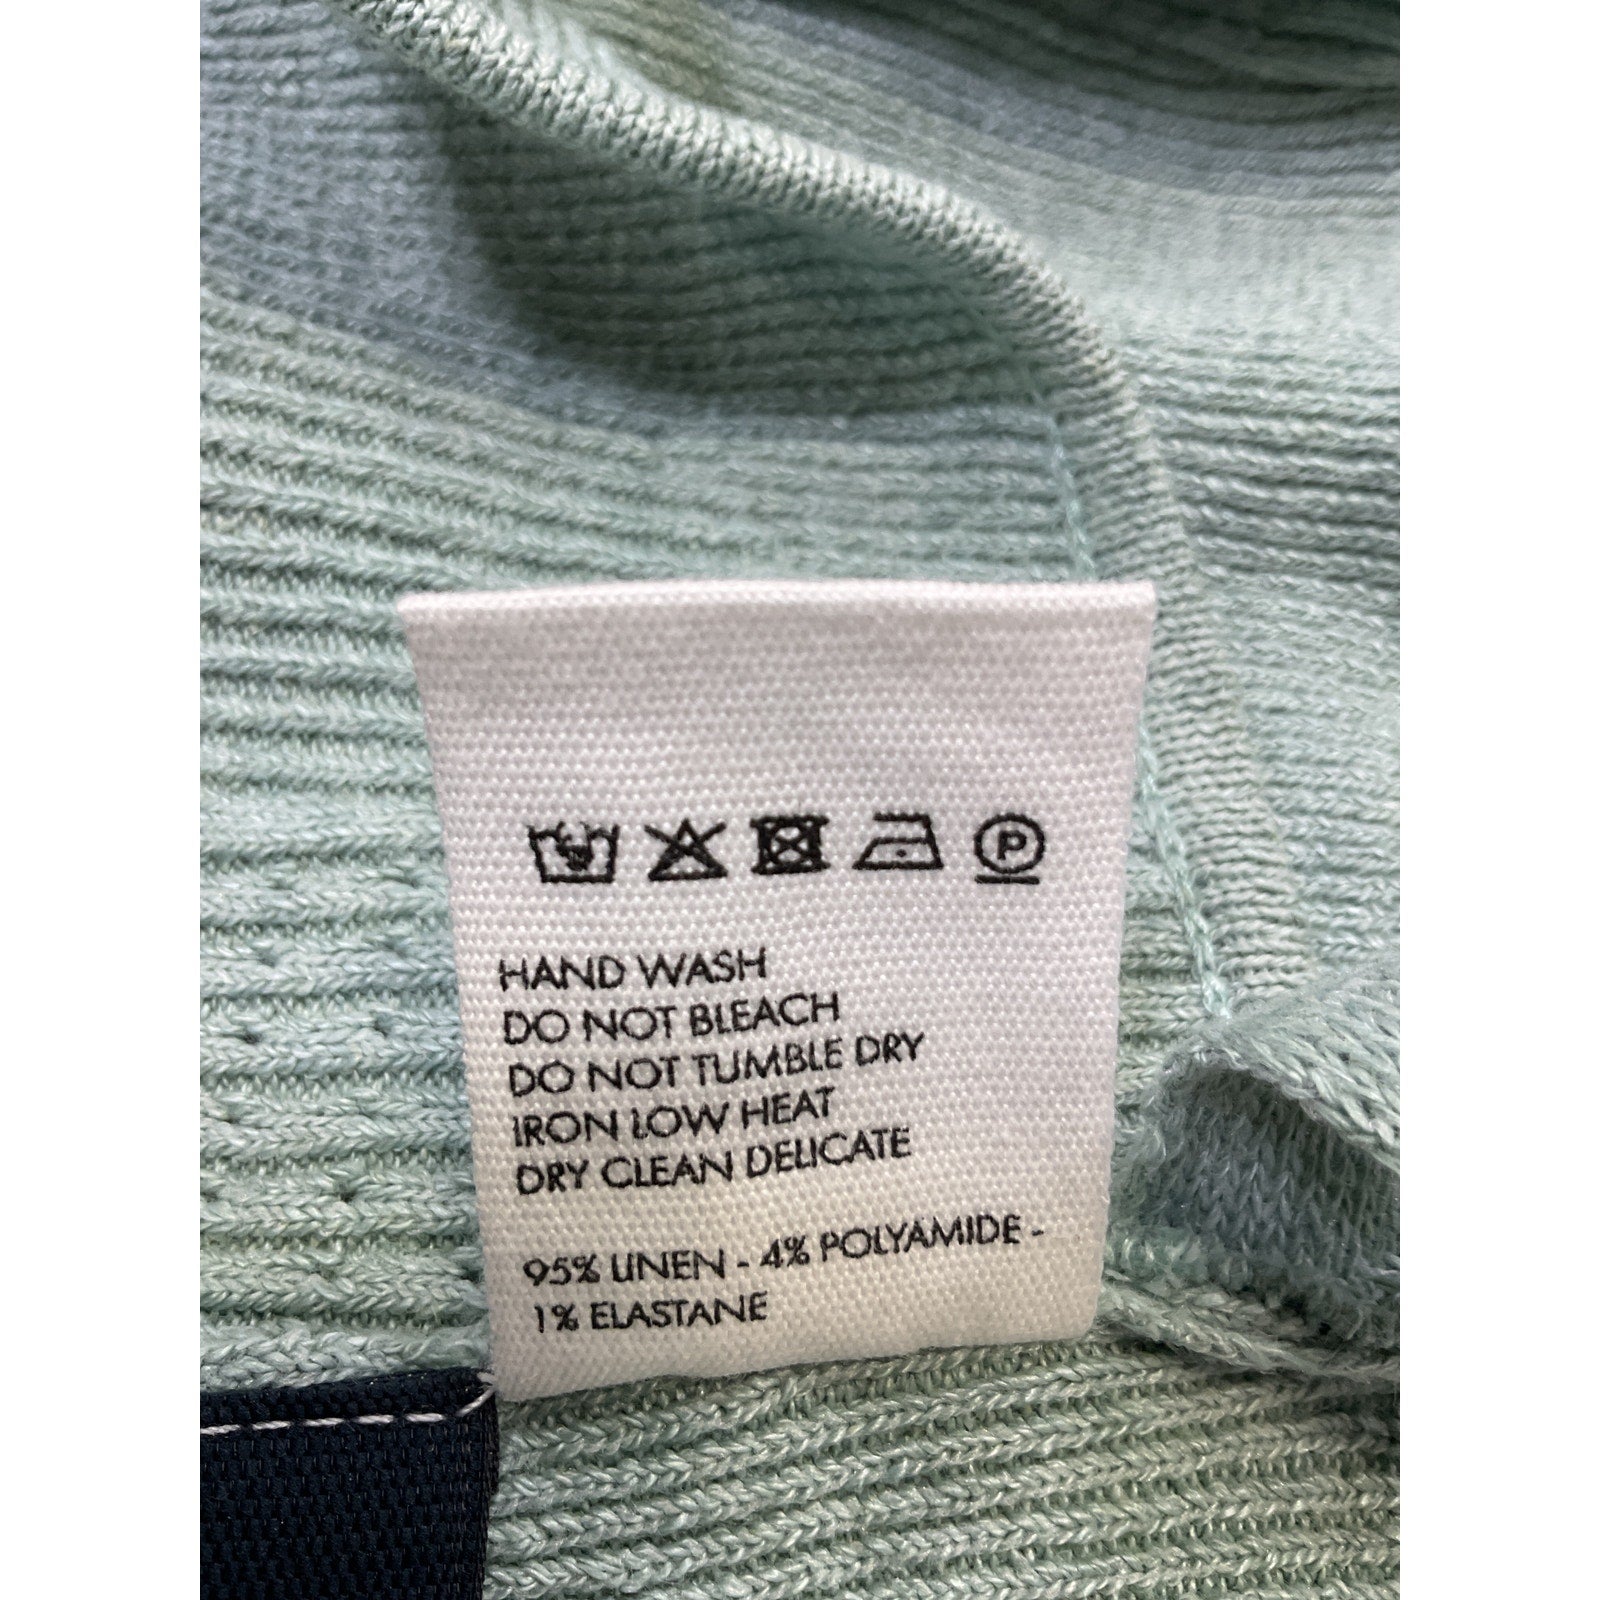 P
HAND WASH
DO NOT BLEACH
DO NOT TUMBLE DRY
IRON LOW HEAT
DRY CLEAN DELICATE
95% LINEN - 4% POLYAMIDE -
1% ELASTANE